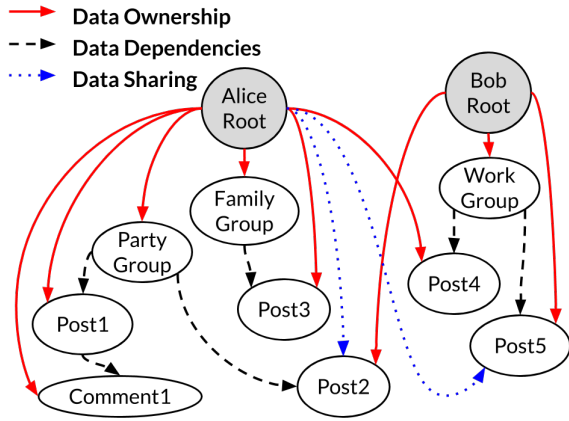 Data Ownership
Data Dependencies
Data Sharing
Alice
Root
Bob
Root
Family
Group
Work
Group
Party
Group
Post1
Post3
Post4
Post5
Post2
Comment1